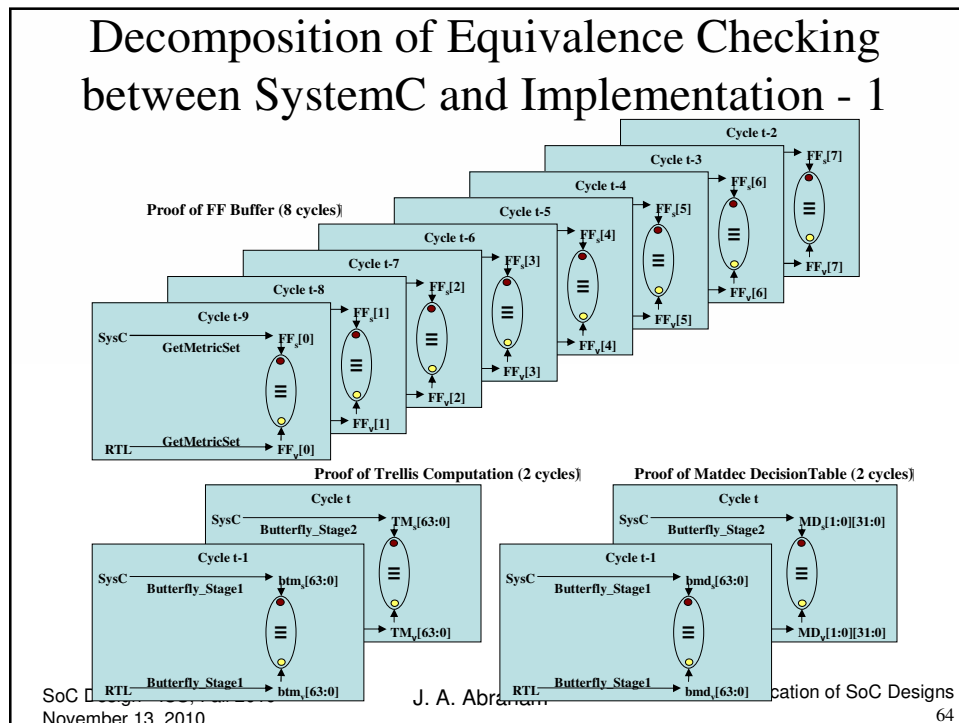 Decomposition of Equivalence Checking
between SystemC and Implementation - 1
Cycle t-2
FFs[7]
≡
FFv[7]
Cycle t-3
FFs[6]
≡
FFv[6]
Cycle t-4
FFs[5]
≡
FFv[5]
Proof of FF Buffer (8 cycles)
Cycle t-5
FFs[4]
≡
FFv[4]
Cycle t-6
FFs[3]
≡
FFv[3]
Cycle t-7
FFs[2]
≡
FFv[2]
Cycle t-8
FFs[1]
≡
FFv[1]
Cycle t-9
SysC
GetMetricSet
FFs[0]
≡
RTL
GetMetricSet
FFv[0]
Proof of Trellis Computation (2 cycles)
Cycle t
SysC
Butterfly_Stage2
TMs[63:0]
≡
TMv[63:0]
Cycle t-1
SysC
Butterfly_Stage1
btms[63:0]
≡
RTL
Butterfly_Stage1
btmv[63:0]
Proof of Matdec DecisionTable (2 cycles)
Cycle t
SysC
Butterfly_Stage2
MDs[1:0][31:0]
≡
MDv[1:0][31:0]
Cycle t-1
SysC
Butterfly_Stage1
bmds[63:0]
≡
RTL
Butterfly_Stage1
bmdv[63:0]
SoC
J. A. Abraham
of SoC Designs
November 13, 2010
64